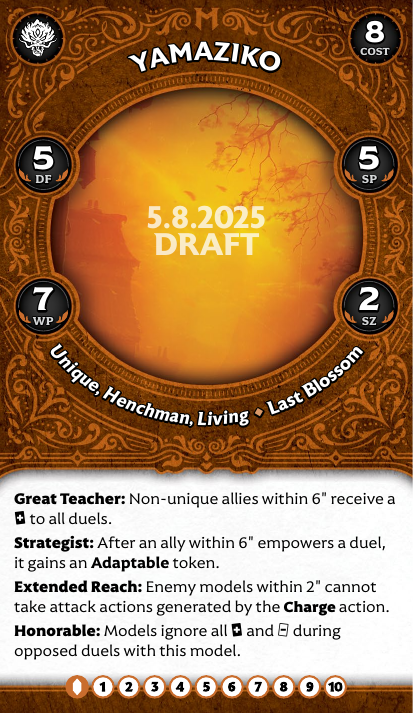 YAMAZIKO
8
COST
5
DF
5
SP
5.8.2025
DRAFT
7
WP
2
SZ
Unique, Henchman, Living ⬥ Last Blossom
Great Teacher: Non-unique allies within 6" receive a
to all duels.
Strategist: After an ally within 6" empowers a duel,
it gains an Adaptable token.
Extended Reach: Enemy models within 2" cannot
take attack actions generated by the Charge action.
Honorable: Models ignore all + and − during
opposed duels with this model.
1 2 3 4 5 6 7 8 9 10